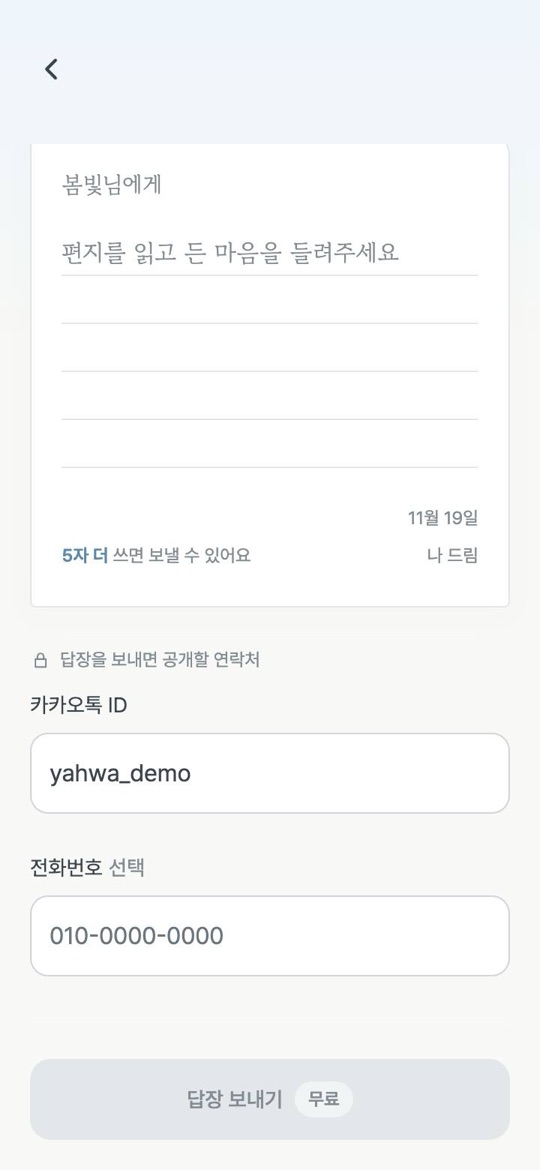 봄빛님에게
편지를 읽고 든 마음을 들려주세요
11월 19일
5자 더 쓰면 보낼 수 있어요
나 드림
답장을 보내면 공개할 연락처
카카오톡 ID
yahwa_demo
전화번호 선택
010-0000-0000
답장 보내기 무료